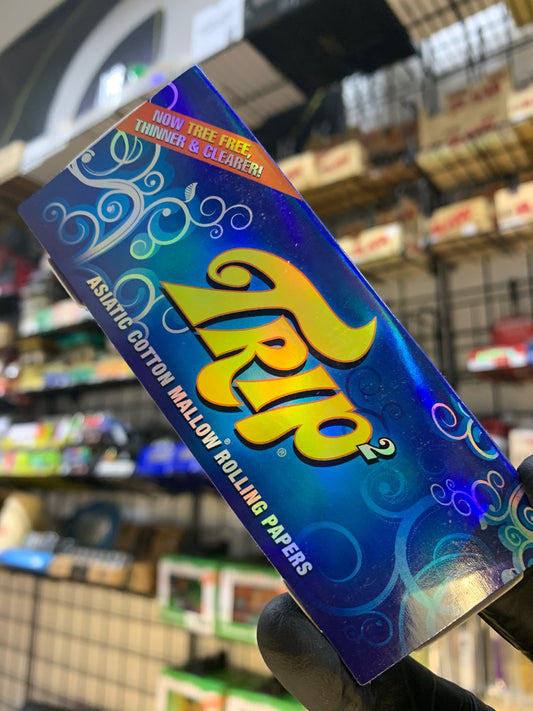 NOW TREE FREE,
THINNER & CLEARER!
TRIP2
®
ASIATIC COTTON MALLOW® ROLLING PAPERS